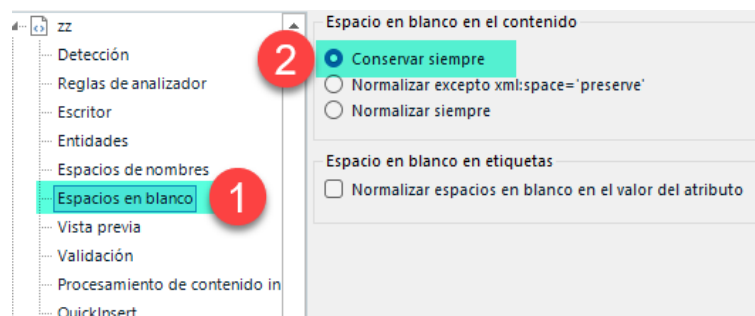 zz
Detección
Reglas de analizador
Escritor
Entidades
Espacios de nombres
Espacios en blanco
1
Vista previa
Validación
Procesamiento de contenido in
QuickInsert
Espacio en blanco en el contenido
2
Conservar siempre
Normalizar excepto xml:space='preserve'
Normalizar siempre
Espacio en blanco en etiquetas
Normalizar espacios en blanco en el valor del atributo